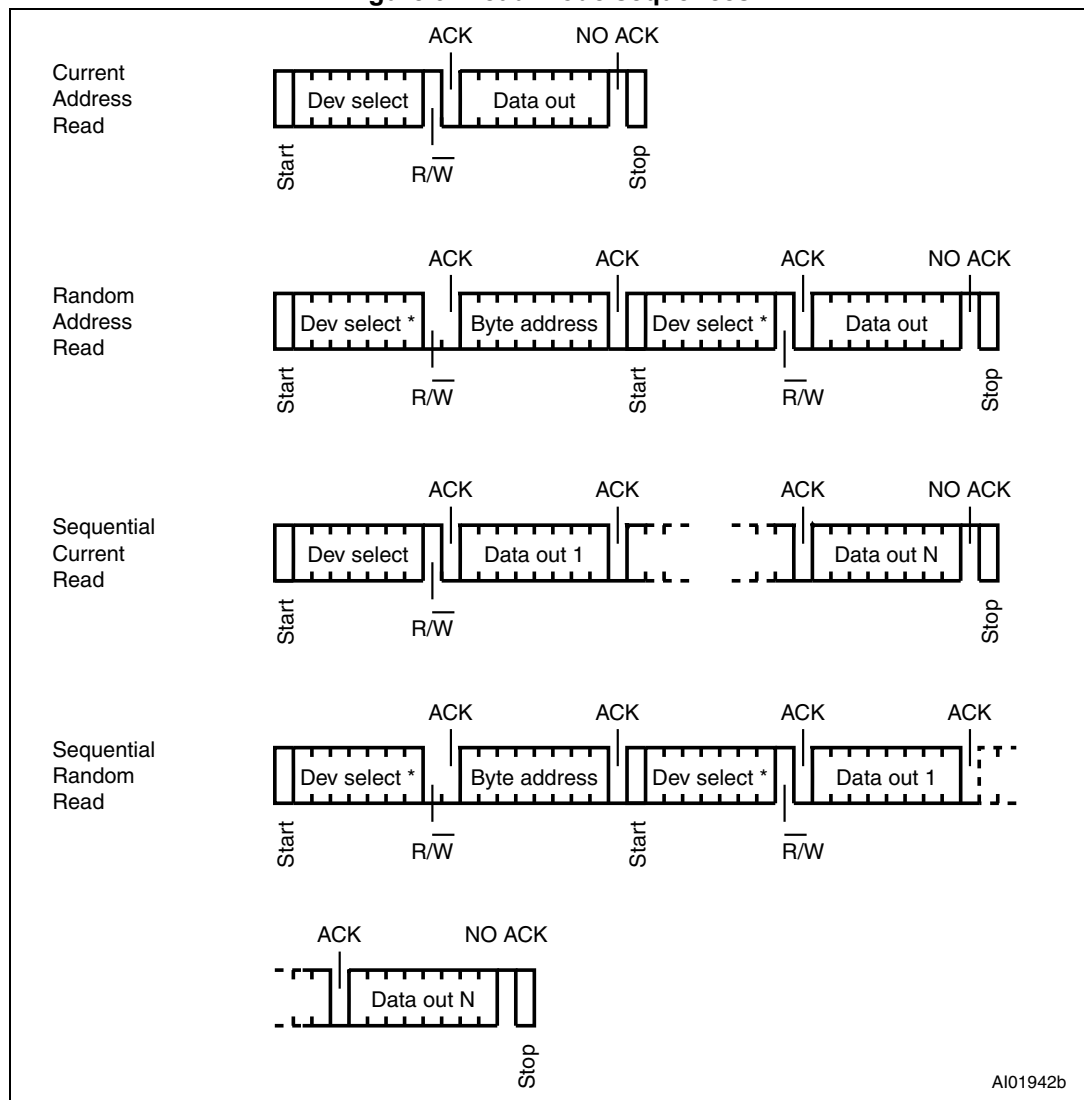 ACK NO ACK
Current
Address
Read
Dev select Data out
Start R/W̅ Stop
ACK ACK ACK NO ACK
Random
Address
Read
Dev select * Byte address Dev select * Data out
Start R/W̅ Start R̅/W Stop
ACK ACK ACK NO ACK
Sequential
Current
Read
Dev select Data out 1 Data out N
Start R/W̅ Stop
ACK ACK ACK ACK
Sequential
Random
Read
Dev select * Byte address Dev select * Data out 1
Start R/W̅ Start R̅/W
ACK NO ACK
Data out N
Stop
AI01942b